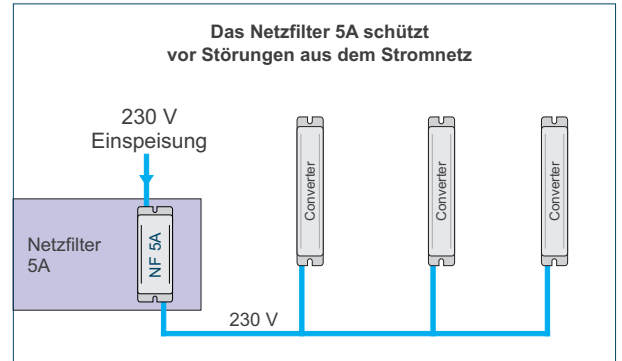 Das Netzfilter 5A schützt
vor Störungen aus dem Stromnetz
230 V
Einspeisung
Converter
Converter
Converter
Netzfilter
5A
NF 5A
230 V